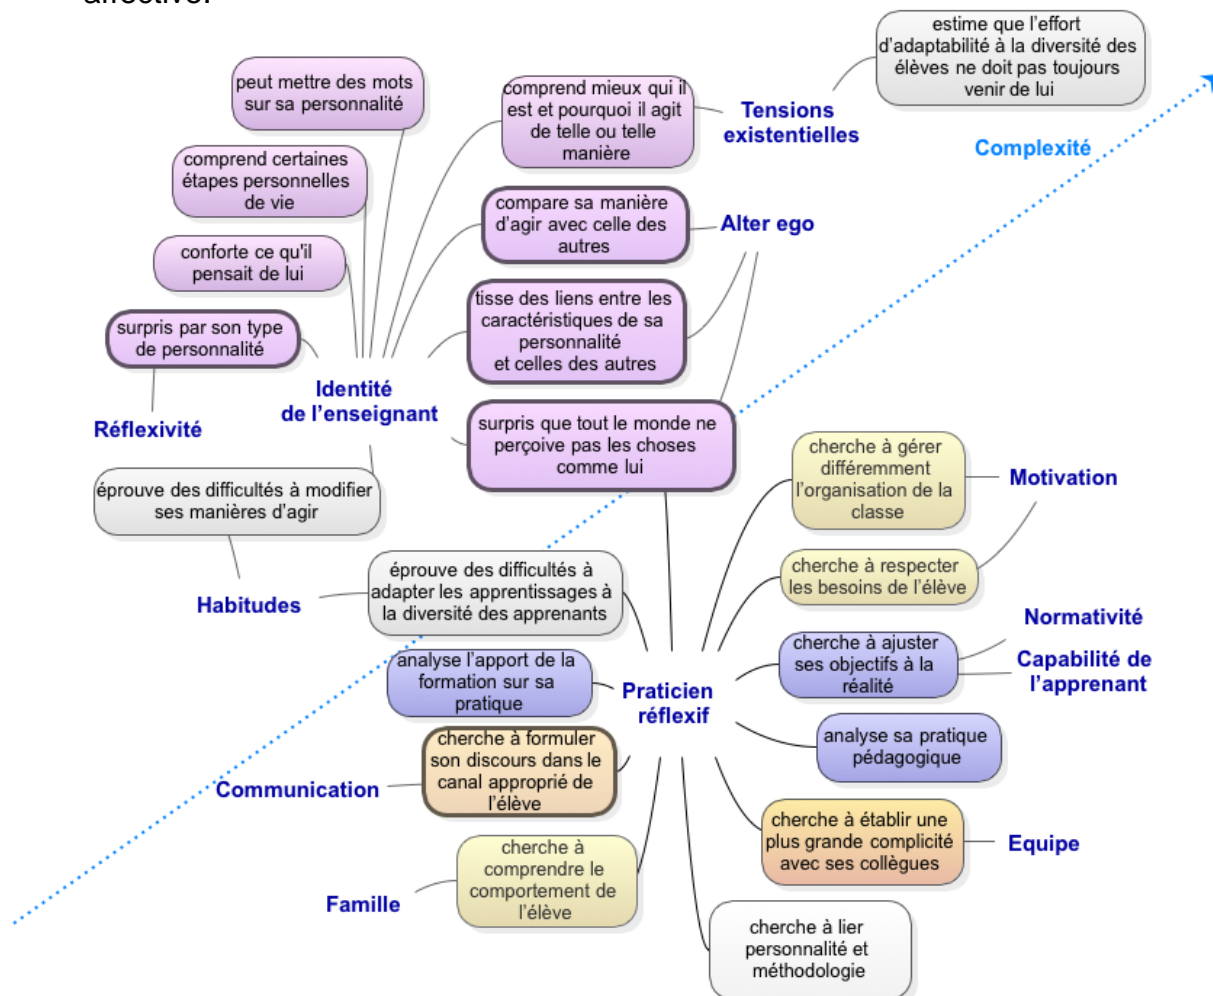 affective.
estime que l'effort
d'adaptabilité à la diversité des
élèves ne doit pas toujours
venir de lui
peut mettre des mots
sur sa personnalité
comprend mieux qui il
est et pourquoi il agit
de telle ou telle
manière
Tensions
existentielles
Complexité
comprend certaines
étapes personnelles
de vie
compare sa manière
d'agir avec celle des
autres
Alter ego
conforte ce qu'il
pensait de lui
tisse des liens entre les
caractéristiques de sa
personnalité
et celles des autres
surpris par son type
de personnalité
Identité
de l'enseignant
Réflexivité
surpris que tout le monde ne
perçoive pas les choses
comme lui
cherche à gérer
différemment
l'organisation de la
classe
Motivation
éprouve des difficultés à modifier
ses manières d'agir
éprouve des difficultés à
adapter les apprentissages à
la diversité des apprenants
cherche à respecter
les besoins de l'élève
Habitudes
Normativité
cherche à ajuster
ses objectifs à la
réalité
Capabilité de
l'apprenant
analyse l'apport de la
formation sur sa
pratique
Praticien
réflexif
analyse sa pratique
pédagogique
cherche à formuler
son discours dans le
canal approprié de
l'élève
Communication
cherche à établir une
plus grande complicité
avec ses collègues
Equipe
cherche à
comprendre le
comportement de
l'élève
Famille
cherche à lier
personnalité et
méthodologie